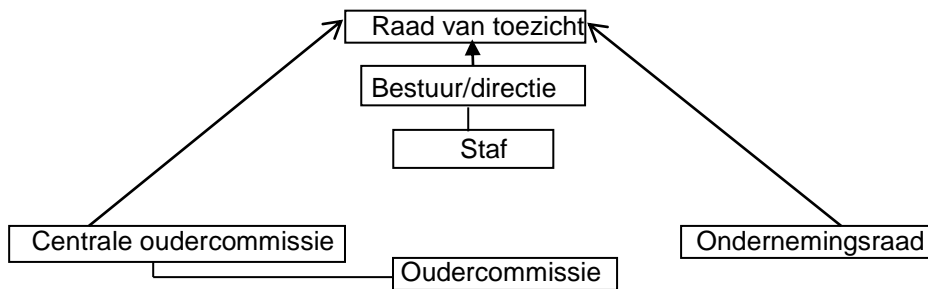 Raad van toezicht
Bestuur/directie
Staf
Centrale oudercommissie
Ondernemingsraad
Oudercommissie